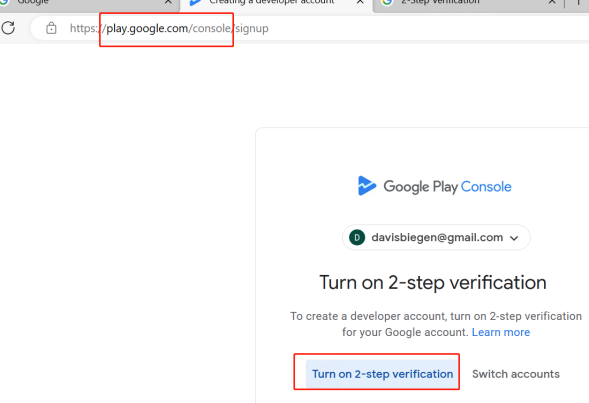 Google
Creating a developer account
2-Step Verification
https://play.google.com/console/signup
Google Play Console
D davisbiegen@gmail.com
Turn on 2-step verification
To create a developer account, turn on 2-step verification
for your Google account. Learn more
Turn on 2-step verification Switch accounts